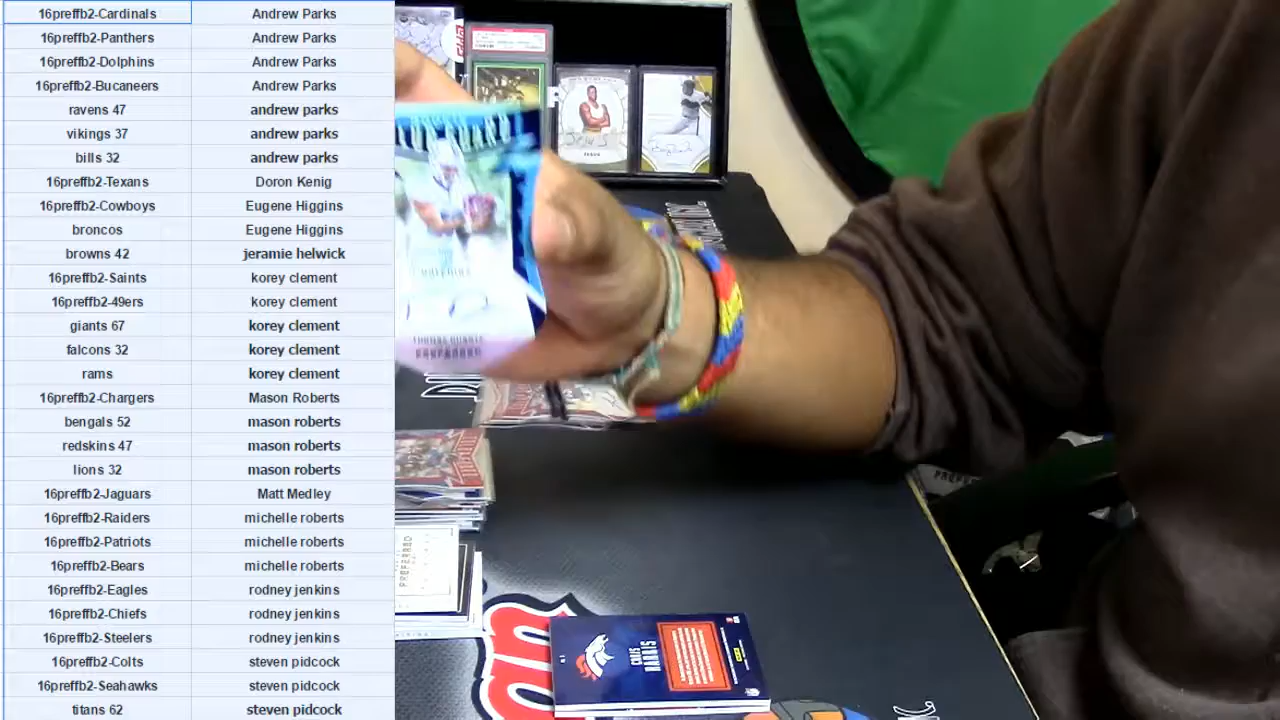 16preffb2-Cardinals Andrew Parks
16preffb2-Panthers Andrew Parks
16preffb2-Dolphins Andrew Parks
16preffb2-Bucaneers Andrew Parks
ravens 47 andrew parks
vikings 37 andrew parks
bills 32 andrew parks
16preffb2-Texans Doron Kenig
16preffb2-Cowboys Eugene Higgins
broncos Eugene Higgins
browns 42 jeramie helwick
16preffb2-Saints korey clement
16preffb2-49ers korey clement
giants 67 korey clement
falcons 32 korey clement
rams korey clement
16preffb2-Chargers Mason Roberts
bengals 52 mason roberts
redskins 47 mason roberts
lions 32 mason roberts
16preffb2-Jaguars Matt Medley
16preffb2-Raiders michelle roberts
16preffb2-Patriots michelle roberts
16preffb2-Bears michelle roberts
16preffb2-Eagles rodney jenkins
16preffb2-Chiefs rodney jenkins
16preffb2-Steelers rodney jenkins
16preffb2-Colts steven pidcock
16preffb2-Seahawks steven pidcock
titans 62 steven pidcock
CHRIS HARRIS